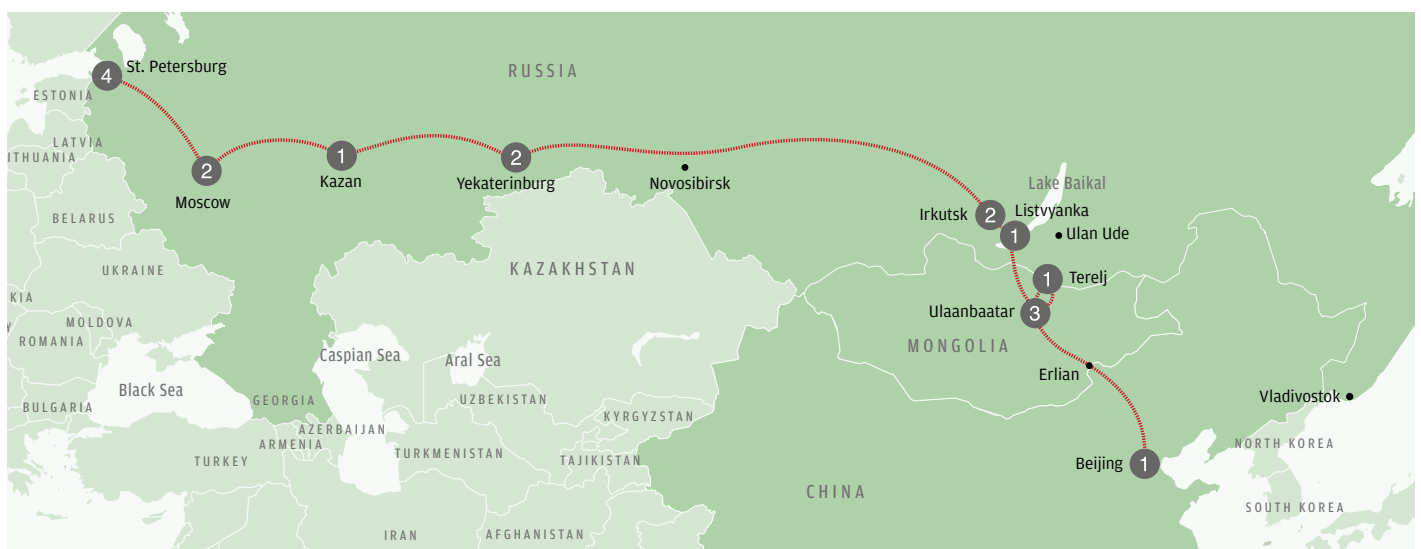 RUSSIA
4
St. Petersburg
ESTONIA
LATVIA
ITHUANIA
2
Moscow
1
Kazan
2
Yekaterinburg
Novosibirsk
Lake Baikal
Irkutsk
2
Listvyanka
1
Ulan Ude
BELARUS
UKRAINE
KAZAKHSTAN
1
Terelj
KIA
Ulaanbaatar
3
MOLDOVA
Y
ROMANIA
MONGOLIA
Caspian Sea
Aral Sea
Erlian
Black Sea
Vladivostok
GEORGIA
UZBEKISTAN
BULGARIA
KYRGYZSTAN
AZERBAIJAN
ARMENIA
NORTH KOREA
TURKEY
TURKMENISTAN
TAJIKISTAN
Beijing
1
CHINA
SOUTH KOREA
IRAN
AFGHANISTAN